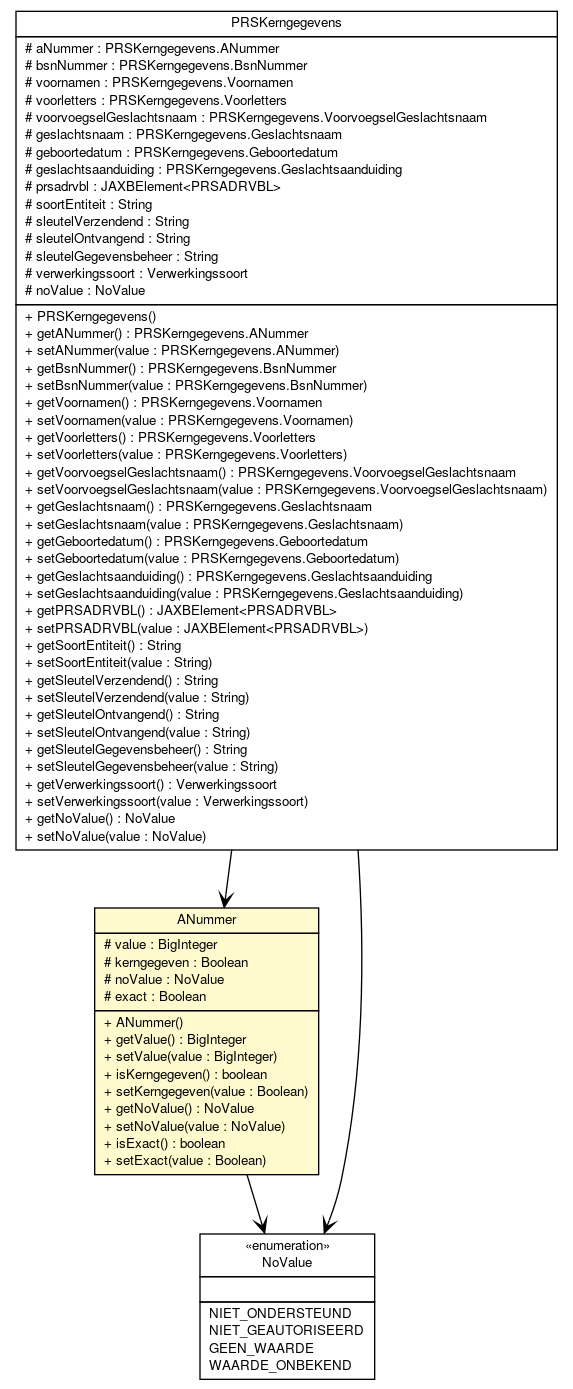 PRSKerngegevens
# aNummer : PRSKerngegevens.ANummer
# bsnNummer : PRSKerngegevens.BsnNummer
# voornamen : PRSKerngegevens.Voornamen
# voorletters : PRSKerngegevens.Voorletters
# voorvoegselGeslachtsnaam : PRSKerngegevens.VoorvoegselGeslachtsnaam
# geslachtsnaam : PRSKerngegevens.Geslachtsnaam
# geboortedatum : PRSKerngegevens.Geboortedatum
# geslachtsaanduiding : PRSKerngegevens.Geslachtsaanduiding
# prsadrvbl : JAXBElement<PRSADRVBL>
# soortEntiteit : String
# sleutelVerzendend : String
# sleutelOntvangend : String
# sleutelGegevensbeheer : String
# verwerkingssoort : Verwerkingssoort
# noValue : NoValue
+ PRSKerngegevens()
+ getANummer() : PRSKerngegevens.ANummer
+ setANummer(value : PRSKerngegevens.ANummer)
+ getBsnNummer() : PRSKerngegevens.BsnNummer
+ setBsnNummer(value : PRSKerngegevens.BsnNummer)
+ getVoornamen() : PRSKerngegevens.Voornamen
+ setVoornamen(value : PRSKerngegevens.Voornamen)
+ getVoorletters() : PRSKerngegevens.Voorletters
+ setVoorletters(value : PRSKerngegevens.Voorletters)
+ getVoorvoegselGeslachtsnaam() : PRSKerngegevens.VoorvoegselGeslachtsnaam
+ setVoorvoegselGeslachtsnaam(value : PRSKerngegevens.VoorvoegselGeslachtsnaam)
+ getGeslachtsnaam() : PRSKerngegevens.Geslachtsnaam
+ setGeslachtsnaam(value : PRSKerngegevens.Geslachtsnaam)
+ getGeboortedatum() : PRSKerngegevens.Geboortedatum
+ setGeboortedatum(value : PRSKerngegevens.Geboortedatum)
+ getGeslachtsaanduiding() : PRSKerngegevens.Geslachtsaanduiding
+ setGeslachtsaanduiding(value : PRSKerngegevens.Geslachtsaanduiding)
+ getPRSADRVBL() : JAXBElement<PRSADRVBL>
+ setPRSADRVBL(value : JAXBElement<PRSADRVBL>)
+ getSoortEntiteit() : String
+ setSoortEntiteit(value : String)
+ getSleutelVerzendend() : String
+ setSleutelVerzendend(value : String)
+ getSleutelOntvangend() : String
+ setSleutelOntvangend(value : String)
+ getSleutelGegevensbeheer() : String
+ setSleutelGegevensbeheer(value : String)
+ getVerwerkingssoort() : Verwerkingssoort
+ setVerwerkingssoort(value : Verwerkingssoort)
+ getNoValue() : NoValue
+ setNoValue(value : NoValue)
ANummer
# value : BigInteger
# kerngegeven : Boolean
# noValue : NoValue
# exact : Boolean
+ ANummer()
+ getValue() : BigInteger
+ setValue(value : BigInteger)
+ isKerngegeven() : boolean
+ setKerngegeven(value : Boolean)
+ getNoValue() : NoValue
+ setNoValue(value : NoValue)
+ isExact() : boolean
+ setExact(value : Boolean)
«enumeration»
NoValue
NIET_ONDERSTEUND
NIET_GEAUTORISEERD
GEEN_WAARDE
WAARDE_ONBEKEND